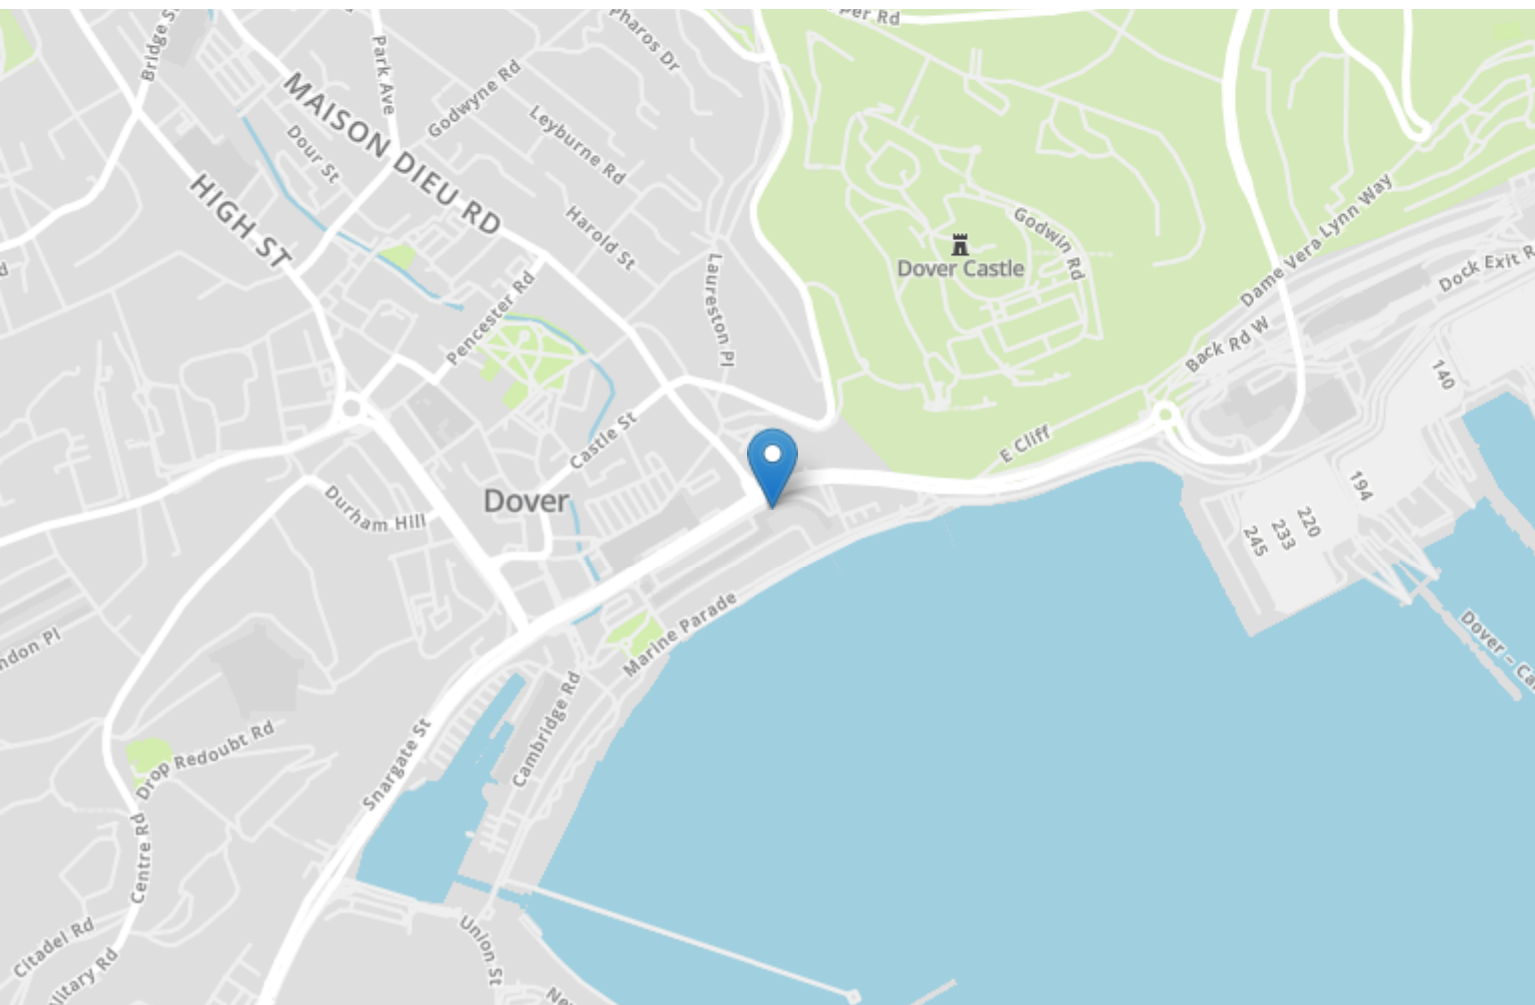 per Rd
Bridge S
Park Ave
Pharos Dr
Godwyne Rd
MAISON DIEU RD
Leyburne Rd
Dour St
HIGH ST
Harold St
Godwin Rd
Dame Vera Lynn Way
Dover Castle
Laureston Pl
Pencester Rd
Dock Exit R
Back Rd W
140
Castle St
E Cliff
Dover
Durham Hill
194
220
233
245
Marine Parade
ndon Pl
Dover – Ca
Cambridge Rd
Snargate St
Drop Redoubt Rd
Centre Rd
Citadel Rd
Union St
litary Rd
Ne